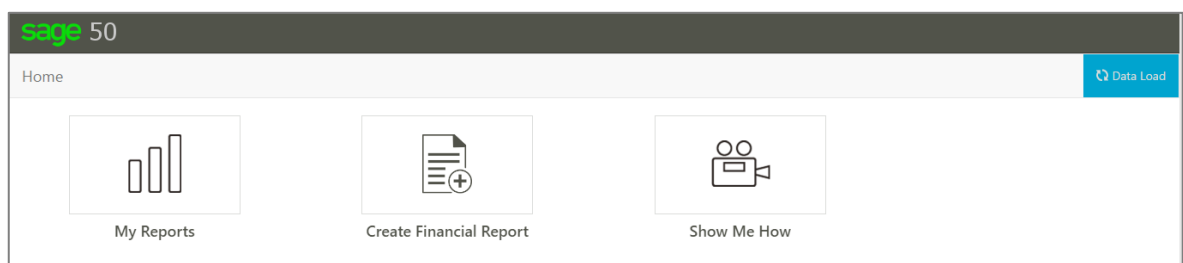 sage 50
Home
Data Load
My Reports
Create Financial Report
Show Me How